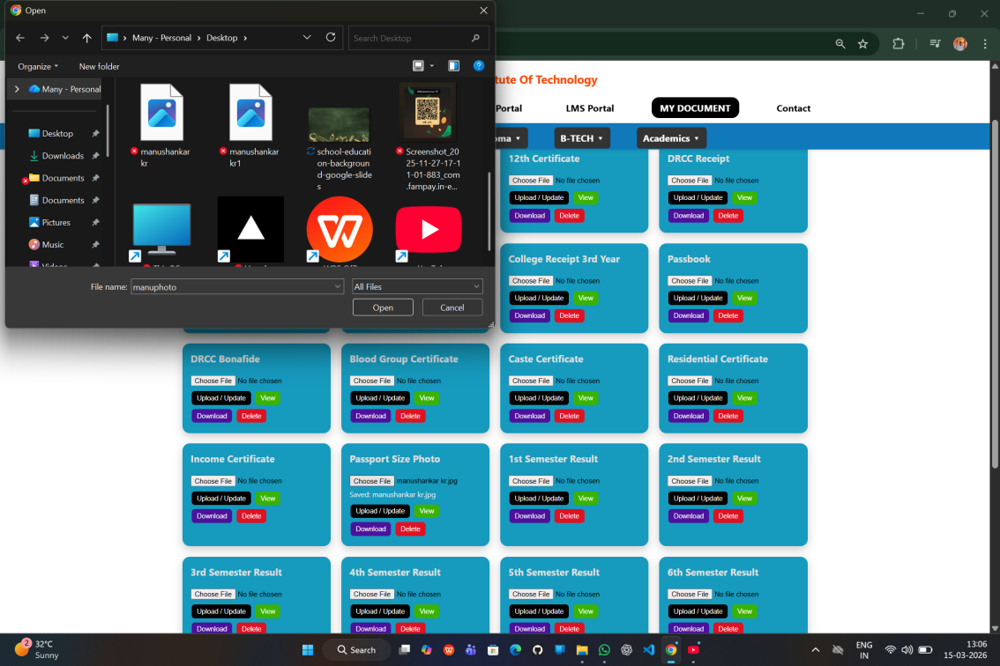 Open
Many - Personal
Desktop
Search Desktop
Organize
New folder
Many - Personal
Desktop
Downloads
Documents
Documents
Pictures
Music
manushankar
kr
manushankar
kr1
school-educati
on-backgroun
d-google-slide
s
Screenshot_20
25-11-27-17-1
1-01-883_com
.fampay.in-e...
File name:
manuphoto
All Files
Open
Cancel
tute Of Technology
Portal
LMS Portal
MY DOCUMENT
Contact
ma
B-TECH
Academics
12th Certificate
Choose File No file chosen
Upload / Update View
Download Delete
DRCC Receipt
Choose File No file chosen
Upload / Update View
Download Delete
College Receipt 3rd Year
Choose File No file chosen
Upload / Update View
Download Delete
Passbook
Choose File No file chosen
Upload / Update View
Download Delete
DRCC Bonafide
Choose File No file chosen
Upload / Update View
Download Delete
Blood Group Certificate
Choose File No file chosen
Upload / Update View
Download Delete
Caste Certificate
Choose File No file chosen
Upload / Update View
Download Delete
Residential Certificate
Choose File No file chosen
Upload / Update View
Download Delete
Income Certificate
Choose File No file chosen
Upload / Update View
Download Delete
Passport Size Photo
Choose File manushankar kr.jpg
Saved: manushankar kr.jpg
Upload / Update View
Download Delete
1st Semester Result
Choose File No file chosen
Upload / Update View
Download Delete
2nd Semester Result
Choose File No file chosen
Upload / Update View
Download Delete
3rd Semester Result
Choose File No file chosen
Upload / Update View
Download Delete
4th Semester Result
Choose File No file chosen
Upload / Update View
Download Delete
5th Semester Result
Choose File No file chosen
Upload / Update View
Download Delete
6th Semester Result
Choose File No file chosen
Upload / Update View
Download Delete
2
32°C
Sunny
Search
ENG
IN
13:06
15-03-2026